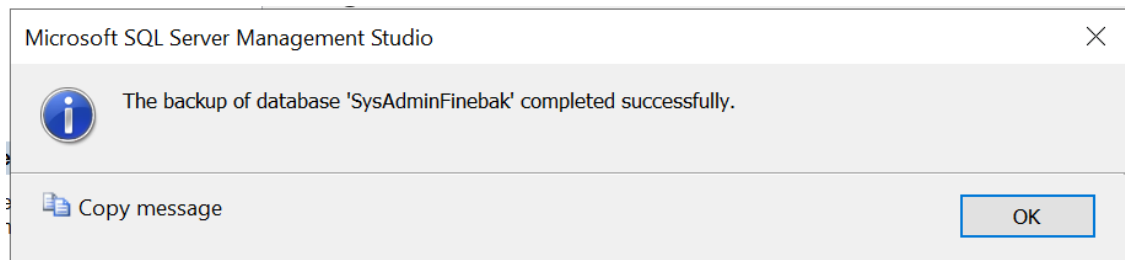 Microsoft SQL Server Management Studio
The backup of database 'SysAdminFinebak' completed successfully.
Copy message
OK